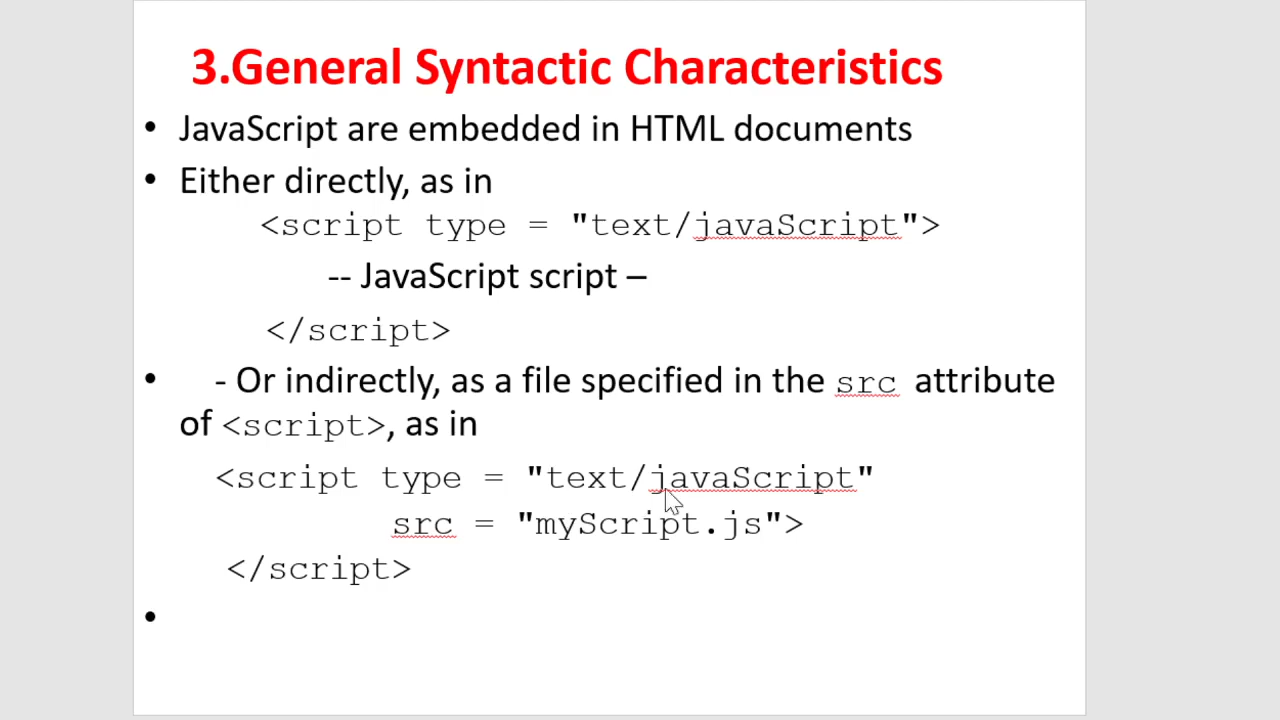 3.General Syntactic Characteristics
• JavaScript are embedded in HTML documents
• Either directly, as in
<script type = "text/javaScript">
-- JavaScript script –
</script>
• - Or indirectly, as a file specified in the src attribute
of <script>, as in
<script type = "text/javaScript"
src = "myScript.js">
</script>
•